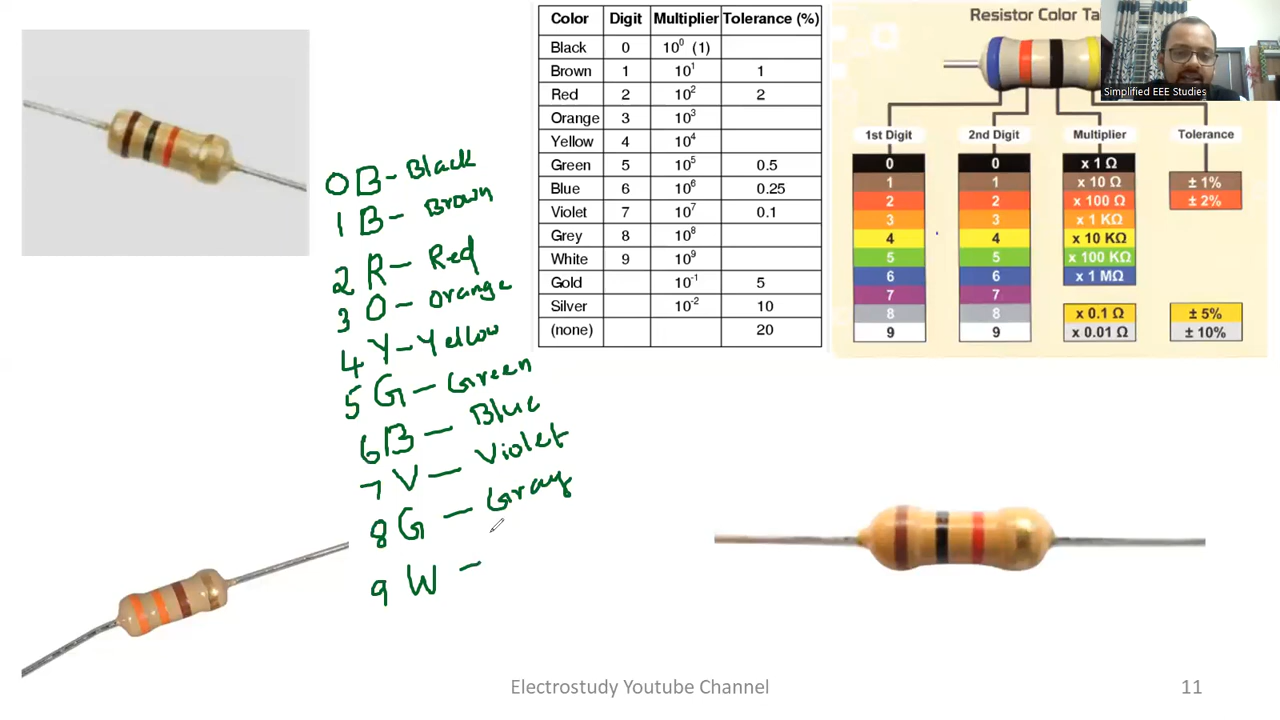 Color Digit Multiplier Tolerance (%)
Black 0 10⁰ (1)
Brown 1 10¹ 1
Red 2 10² 2
Orange 3 10³
Yellow 4 10⁴
Green 5 10⁵ 0.5
Blue 6 10⁶ 0.25
Violet 7 10⁷ 0.1
Grey 8 10⁸
White 9 10⁹
Gold 10⁻¹ 5
Silver 10⁻² 10
(none) 20
Resistor Color
Simplified EEE Studies
1st Digit 2nd Digit Multiplier Tolerance
0 0 x 1 Ω
1 1 x 10 Ω ± 1%
2 2 x 100 Ω ± 2%
3 3 x 1 KΩ
4 4 x 10 KΩ
5 5 x 100 KΩ
6 6 x 1 MΩ
7 7
8 8 x 0.1 Ω ± 5%
9 9 x 0.01 Ω ± 10%
0 B - Black
1 B - Brown
2 R - Red
3 O - Orange
4 Y - Yellow
5 G - Green
6 B - Blue
7 V - Violet
8 G - Gray
9 W -
Electrostudy Youtube Channel
11